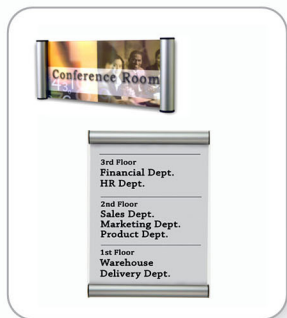 Conference Room
3rd Floor
Financial Dept.
HR Dept.
2nd Floor
Sales Dept.
Marketing Dept.
Product Dept.
1st Floor
Warehouse
Delivery Dept.